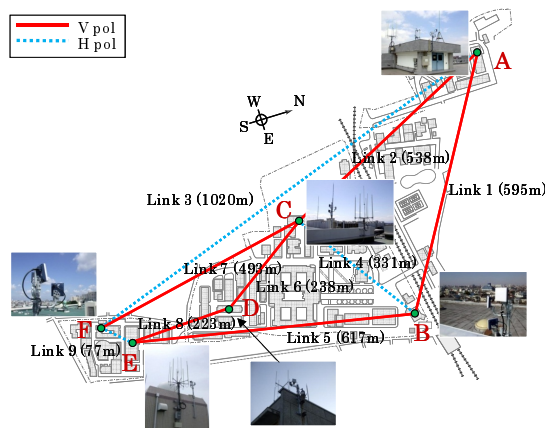 V pol
H pol
A
W
N
S
E
Link 2 (538m)
Link 1 (595m)
Link 3 (1020m)
C
Link 7 (493m)
Link 4 (331m)
Link 6 (238m)
D
F
Link 8 (223m)
B
Link 5 (617m)
Link 9 (77m)
E